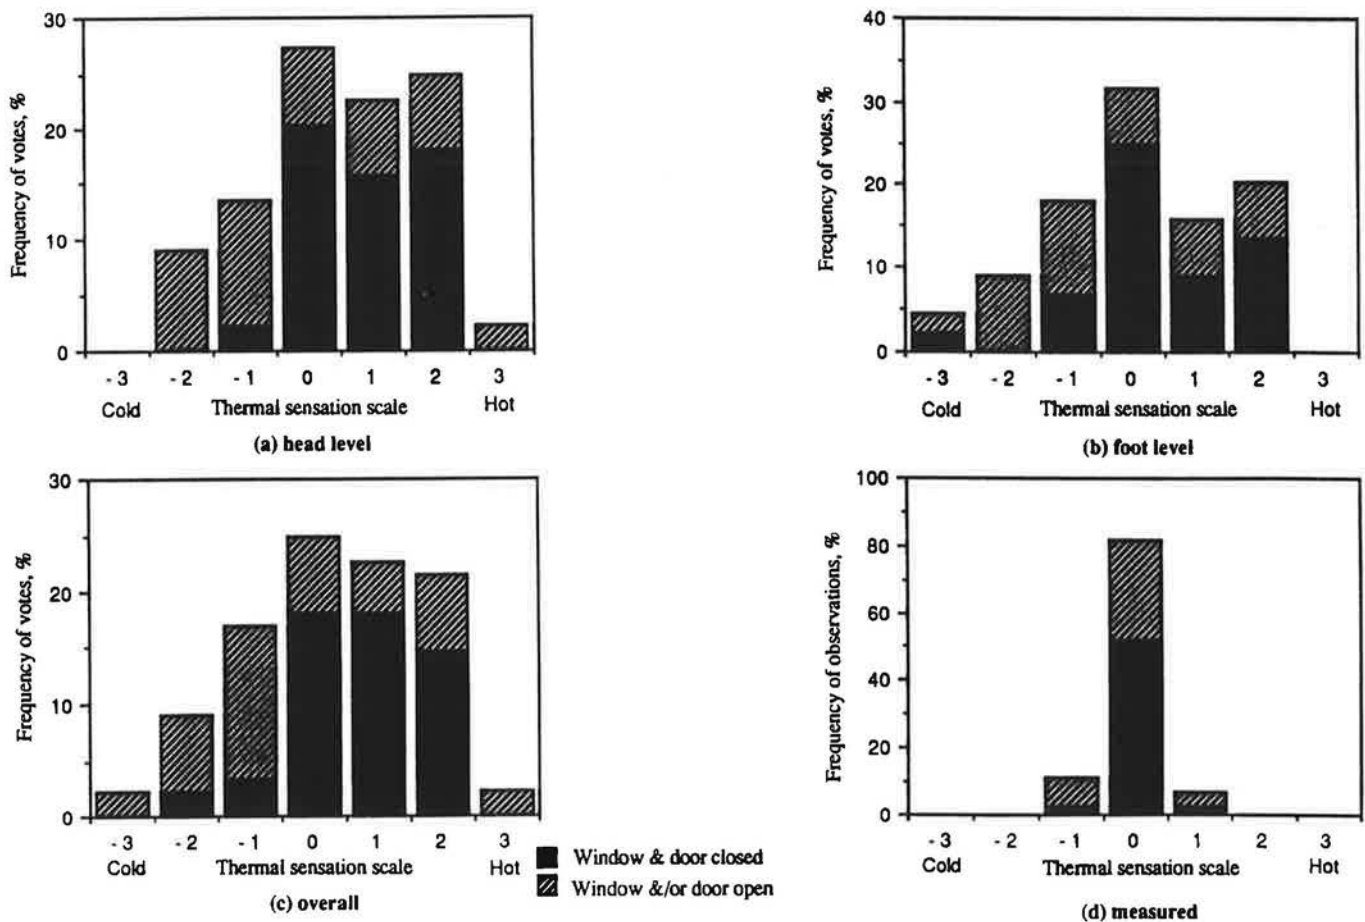 30
20
10
0
Frequency of votes, %
- 3 - 2 - 1 0 1 2 3
Cold Thermal sensation scale Hot
(a) head level
40
30
20
10
0
Frequency of votes, %
- 3 - 2 - 1 0 1 2 3
Cold Thermal sensation scale Hot
(b) foot level
30
20
10
0
Frequency of votes, %
- 3 - 2 - 1 0 1 2 3
Cold Thermal sensation scale Hot
(c) overall
Window & door closed
Window &/or door open
100
80
60
40
20
0
Frequency of observations, %
- 3 - 2 - 1 0 1 2 3
Cold Thermal sensation scale Hot
(d) measured